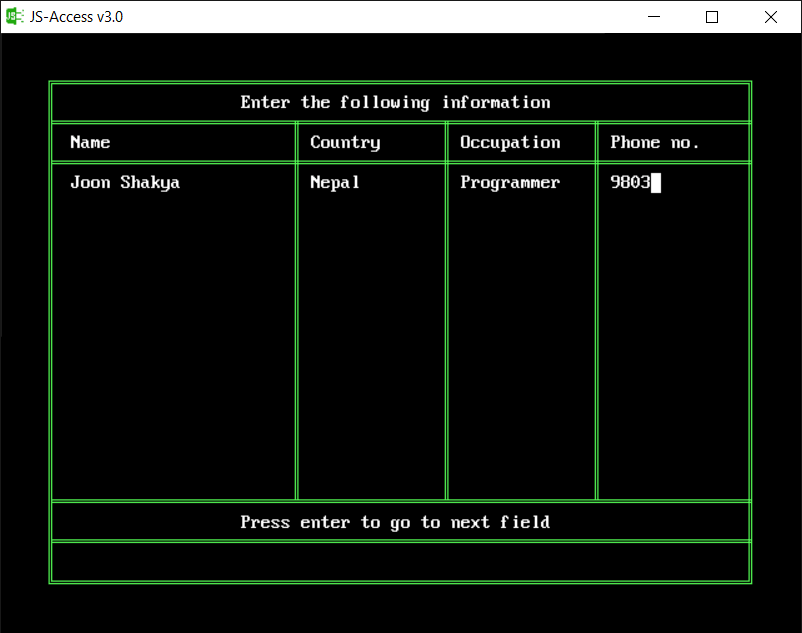 JS-Access v3.0
Enter the following information
Name Country Occupation Phone no.
Joon Shakya Nepal Programmer 9803
Press enter to go to next field